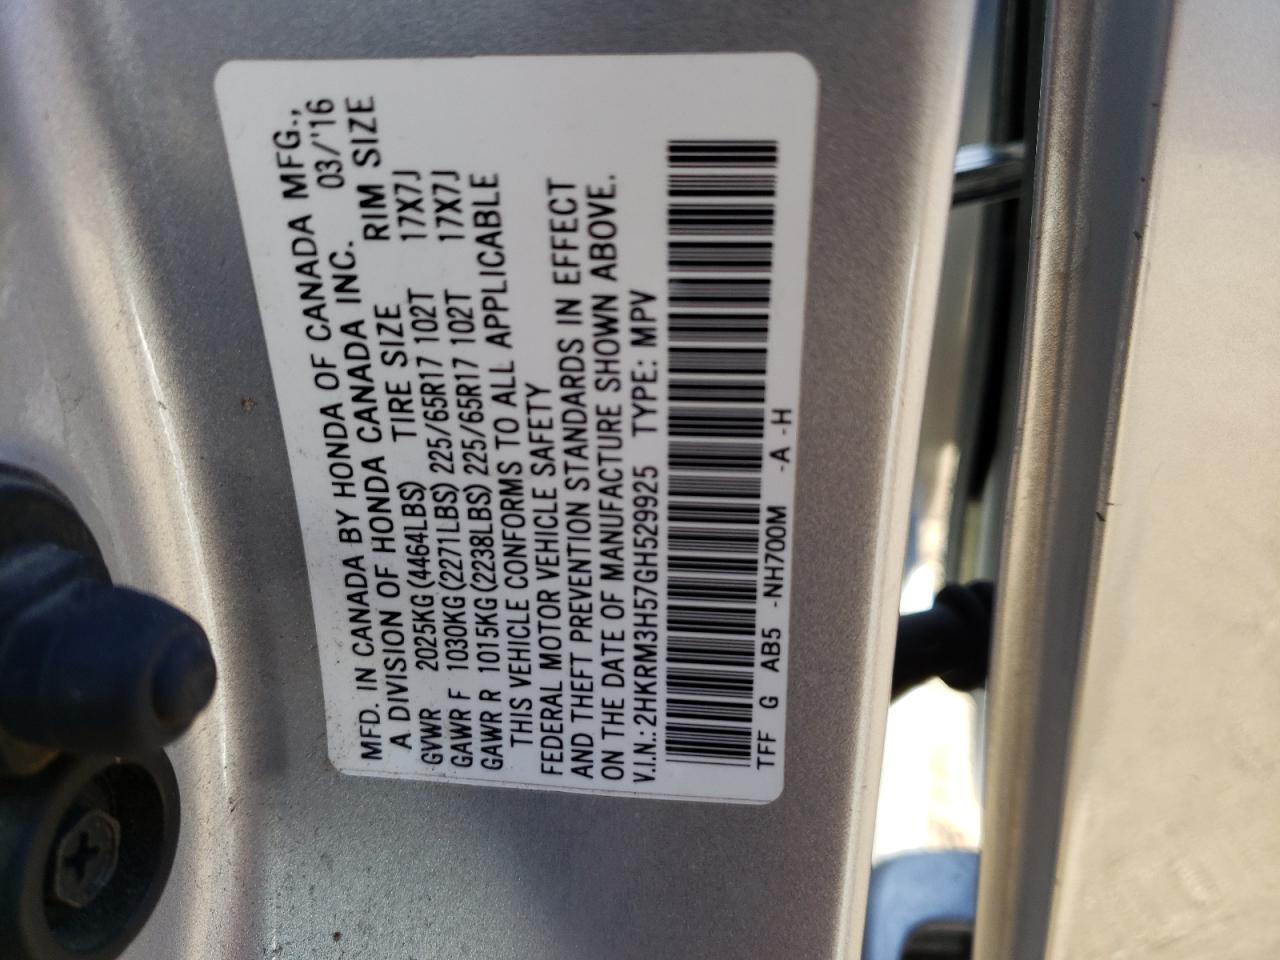 MFD. IN CANADA BY HONDA OF CANADA MFG.,
A DIVISION OF HONDA CANADA INC. 03/'16
TIRE SIZE RIM SIZE
GVWR 2025KG (4464LBS)
GAWR F 1030KG (2271LBS) 225/65R17 102T 17X7J
GAWR R 1015KG (2238LBS) 225/65R17 102T 17X7J
THIS VEHICLE CONFORMS TO ALL APPLICABLE
FEDERAL MOTOR VEHICLE SAFETY
AND THEFT PREVENTION STANDARDS IN EFFECT
ON THE DATE OF MANUFACTURE SHOWN ABOVE.
V.I.N.: 2HKRM3H57GH529925 TYPE: MPV
TFF G AB5 -NH700M -A -H